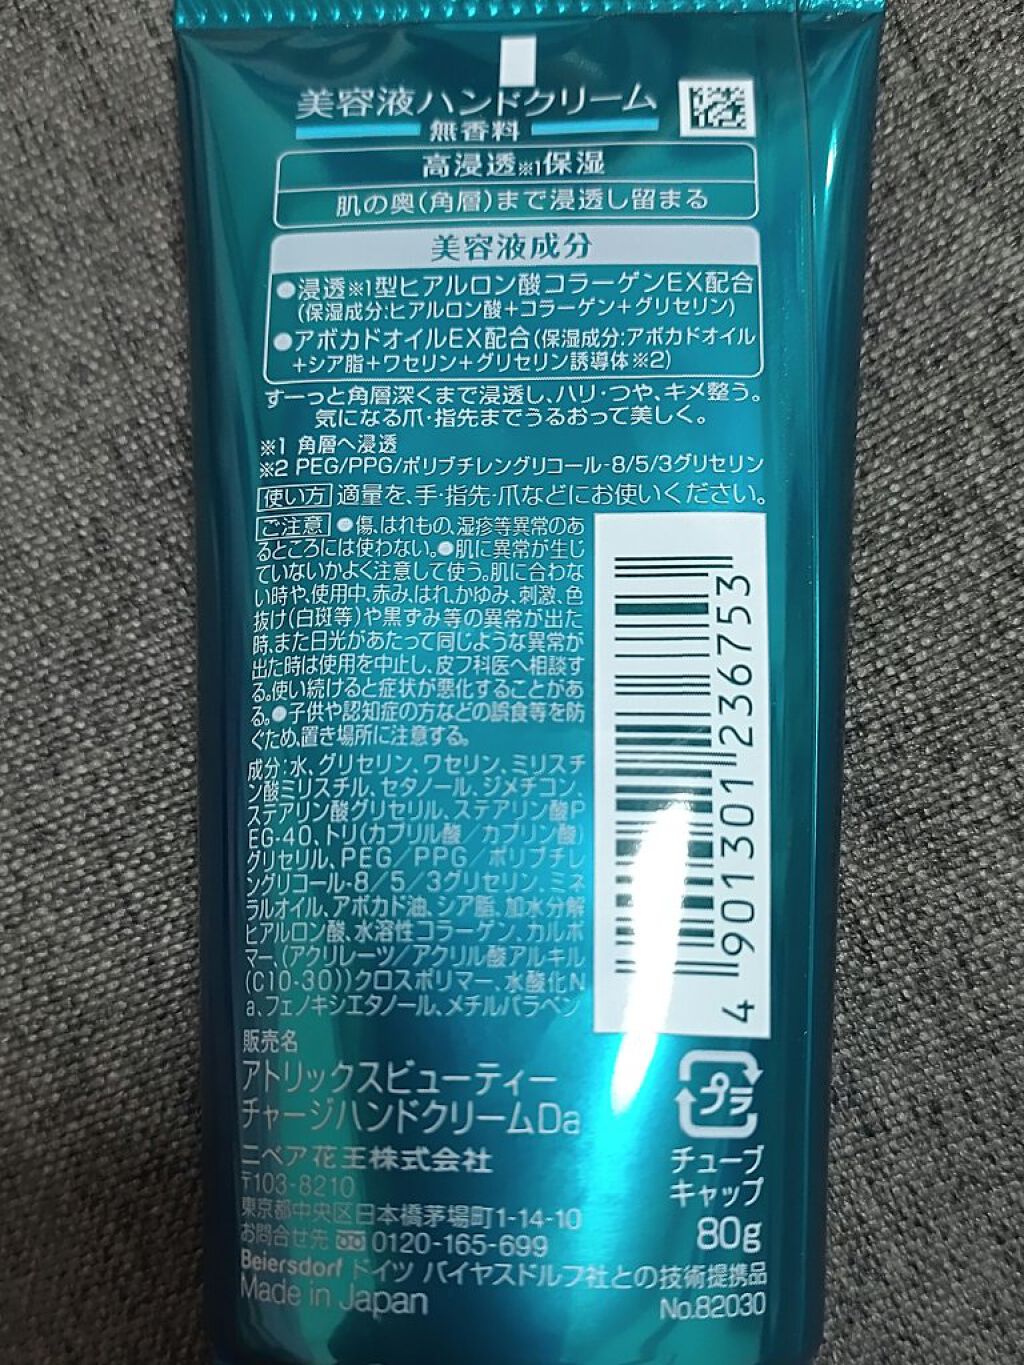 美容液ハンドクリーム
無香料
高浸透※1保湿
肌の奥(角層)まで浸透し留まる
美容液成分
●浸透※1型ヒアルロン酸コラーゲンEX配合
(保湿成分:ヒアルロン酸+コラーゲン+グリセリン)
●アボカドオイルEX配合(保湿成分:アボカドオイル
+シア脂+ワセリン+グリセリン誘導体※2)
すーっと角層深くまで浸透し、ハリ・つや、キメ整う。
気になる爪・指先までうるおって美しく。
※1 角層へ浸透
※2 PEG/PPG/ポリブチレングリコール-8/5/3グリセリン
使い方 適量を、手・指先・爪などにお使いください。
ご注意 ●傷、はれもの、湿疹等異常のあ
るところには使わない。●肌に異常が生じ
ていないかよく注意して使う。肌に合わな
い時や、使用中、赤み、はれ、かゆみ、刺激、色
抜け(白斑等)や黒ずみ等の異常が出た
時、また日光があたって同じような異常が
出た時は使用を中止し、皮フ科医へ相談す
る。使い続けると症状が悪化することがあ
る。●子供や認知症の方などの誤食等を防
ぐため、置き場所に注意する。
成分:水、グリセリン、ワセリン、ミリスチ
ン酸ミリスチル、セタノール、ジメチコン、
ステアリン酸グリセリル、ステアリン酸P
EG-40、トリ(カプリル酸/カプリン酸)
グリセリル、PEG/PPG/ポリブチレ
ングリコール-8/5/3グリセリン、ミネ
ラルオイル、アボカド油、シア脂、加水分解
ヒアルロン酸、水溶性コラーゲン、カルボ
マー、(アクリレーツ/アクリル酸アルキル
(C10-30))クロスポリマー、水酸化N
a、フェノキシエタノール、メチルパラベン
4 901301 236753
販売名
アトリックスビューティー
チャージハンドクリームDa
ニベア花王株式会社
〒103-8210
東京都中央区日本橋茅場町1-14-10
お問合せ先 0120-165-699
Beiersdorf ドイツ バイヤスドルフ社との技術提携品
Made in Japan
プラ
チューブ
キャップ
80g
No.82030